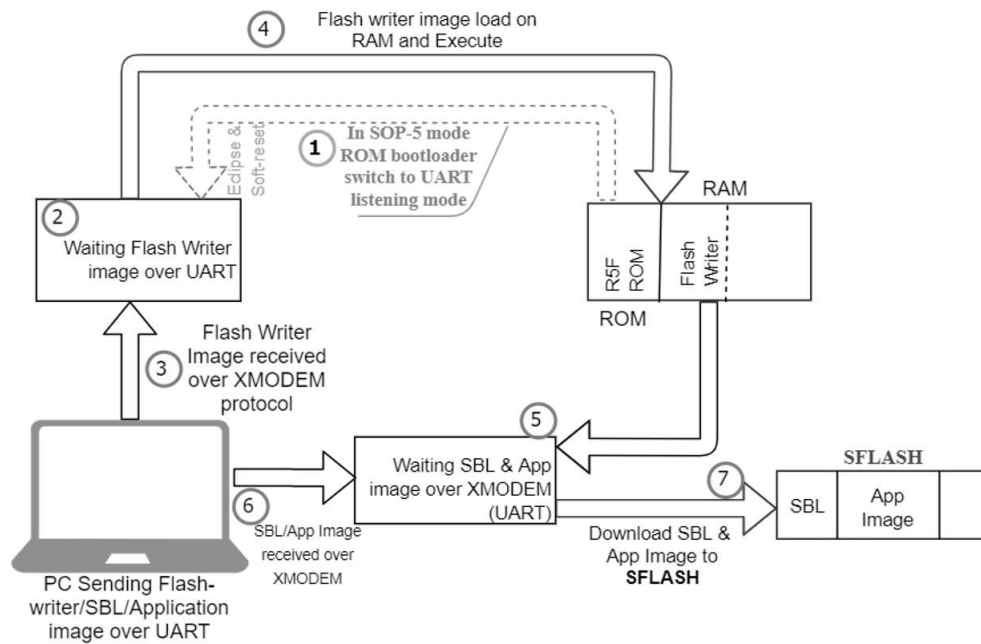 4
Flash writer image load on
RAM and Execute
1
In SOP-5 mode
ROM bootloader
switch to UART
listening mode
Edipse &
Soft-reset
2
Waiting Flash Writer
image over UART
RAM
R5F
ROM
Flash
Writer
ROM
3
Flash Writer
Image received
over XMODEM
protocol
5
Waiting SBL & App
image over XMODEM
(UART)
6
SBL/App Image
received over
XMODEM
7
Download SBL &
App Image to
SFLASH
SFLASH
SBL
App
Image
PC Sending Flash-
writer/SBL/Application
image over UART